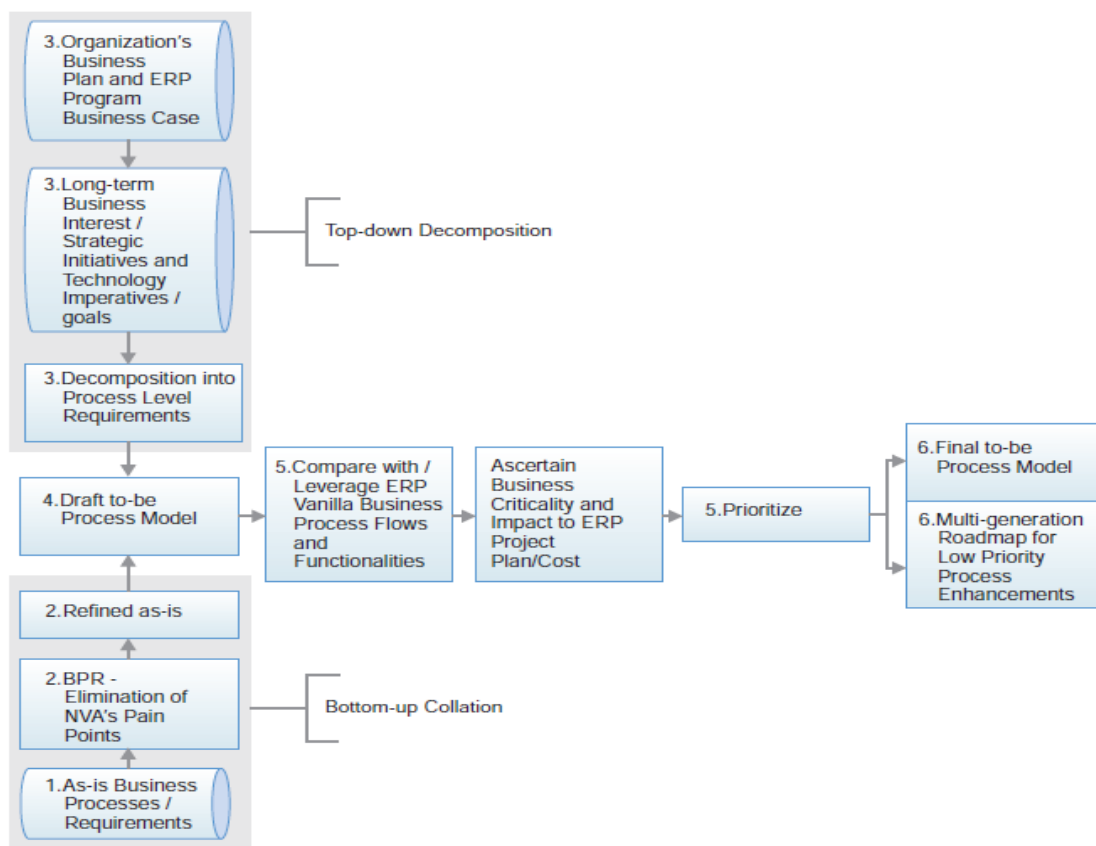 3.Organization's
Business
Plan and ERP
Program
Business Case
3.Long-term
Business
Interest /
Strategic
Initiatives and
Technology
Imperatives /
goals
Top-down Decomposition
3.Decomposition into
Process Level
Requirements
4.Draft to-be
Process Model
5.Compare with /
Leverage ERP
Vanilla Business
Process Flows
and
Functionalities
Ascertain
Business
Criticality and
Impact to ERP
Project
Plan/Cost
5.Prioritize
6.Final to-be
Process Model
6.Multi-generation
Roadmap for
Low Priority
Process
Enhancements
2.Refined as-is
2.BPR -
Elimination of
NVA's Pain
Points
Bottom-up Collation
1.As-is Business
Processes /
Requirements